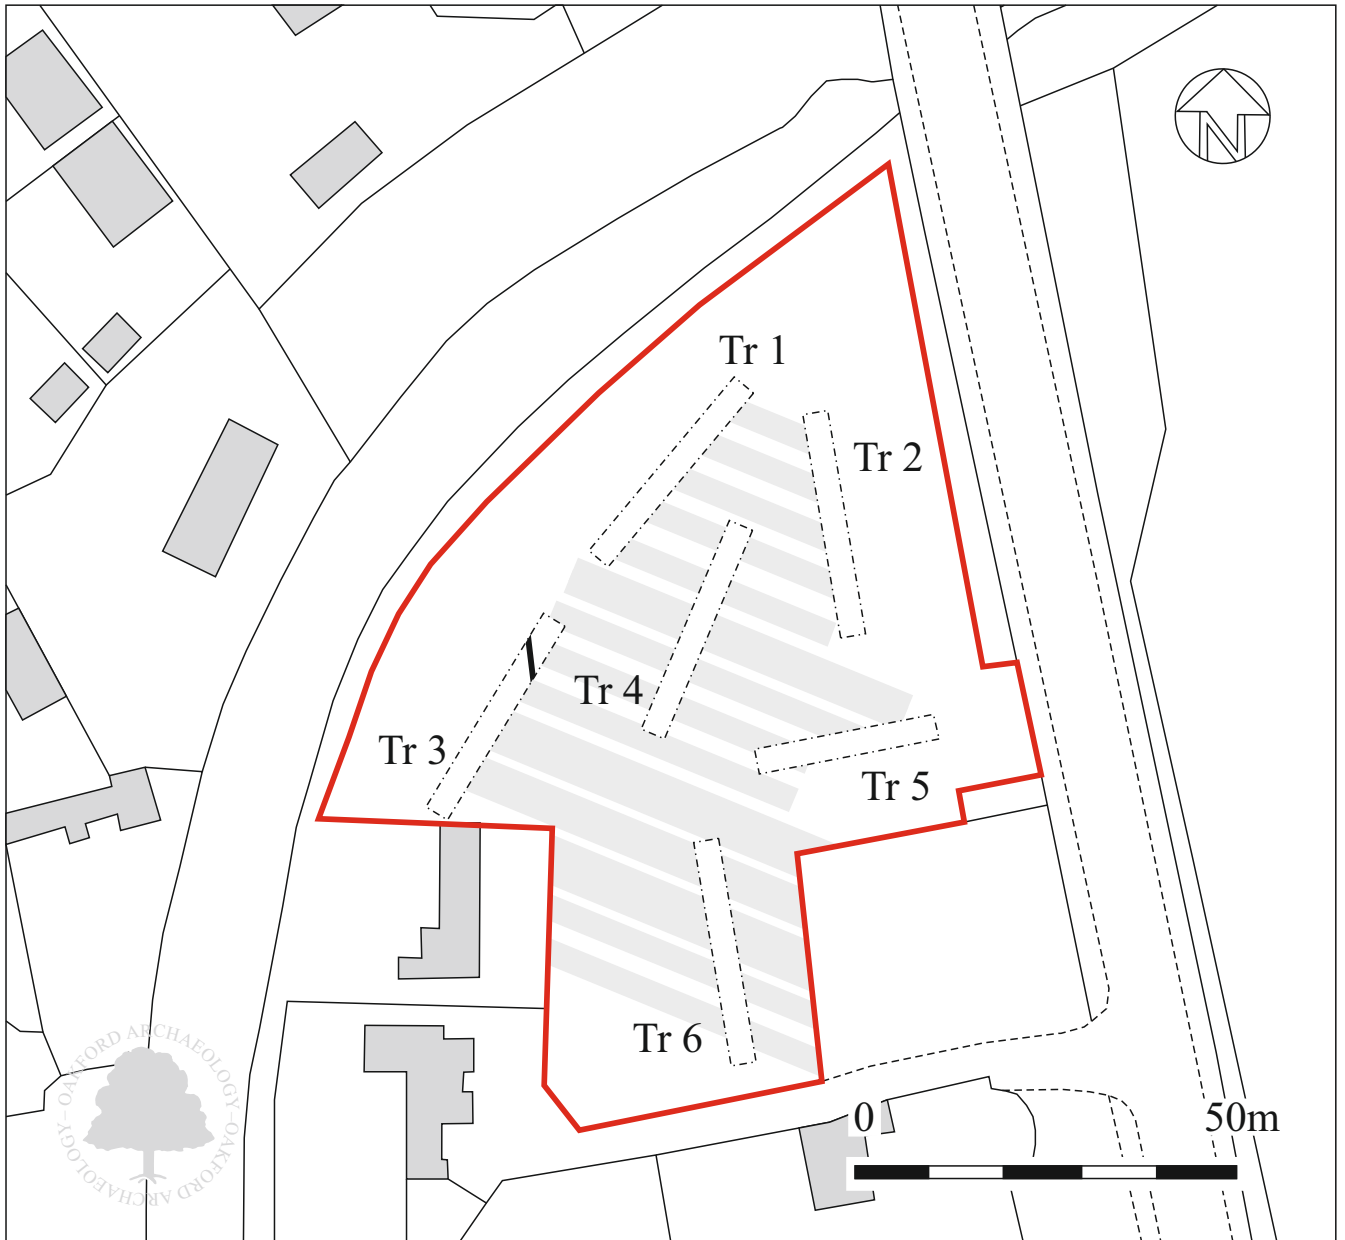 N
Tr 1
Tr 2
Tr 4
Tr 3
Tr 5
Tr 6
0 50m
OAKFORD ARCHAEOLOGY – OAKFORD ARCHAEOLOGY –